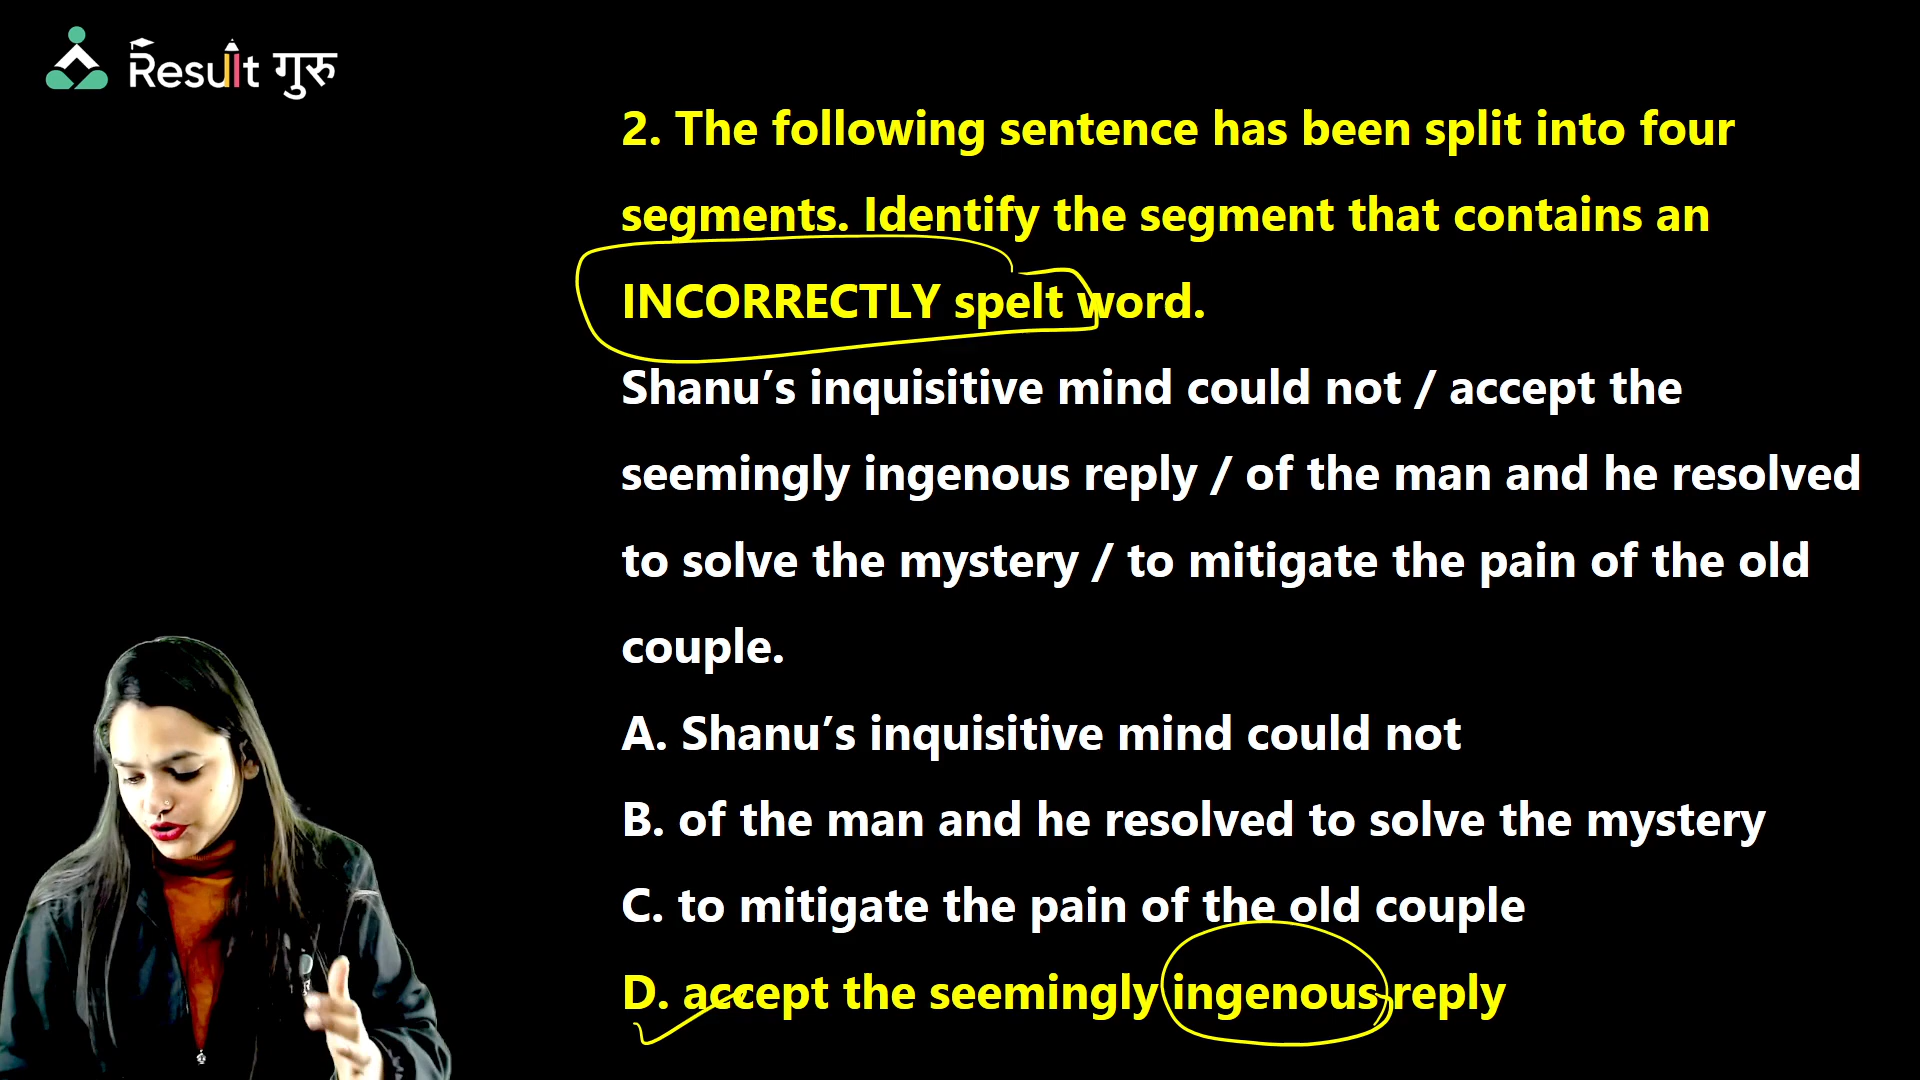 Result गुरु
2. The following sentence has been split into four
segments. Identify the segment that contains an
INCORRECTLY spelt word.
Shanu’s inquisitive mind could not / accept the
seemingly ingenous reply / of the man and he resolved
to solve the mystery / to mitigate the pain of the old
couple.
A. Shanu’s inquisitive mind could not
B. of the man and he resolved to solve the mystery
C. to mitigate the pain of the old couple
D. accept the seemingly ingenous reply